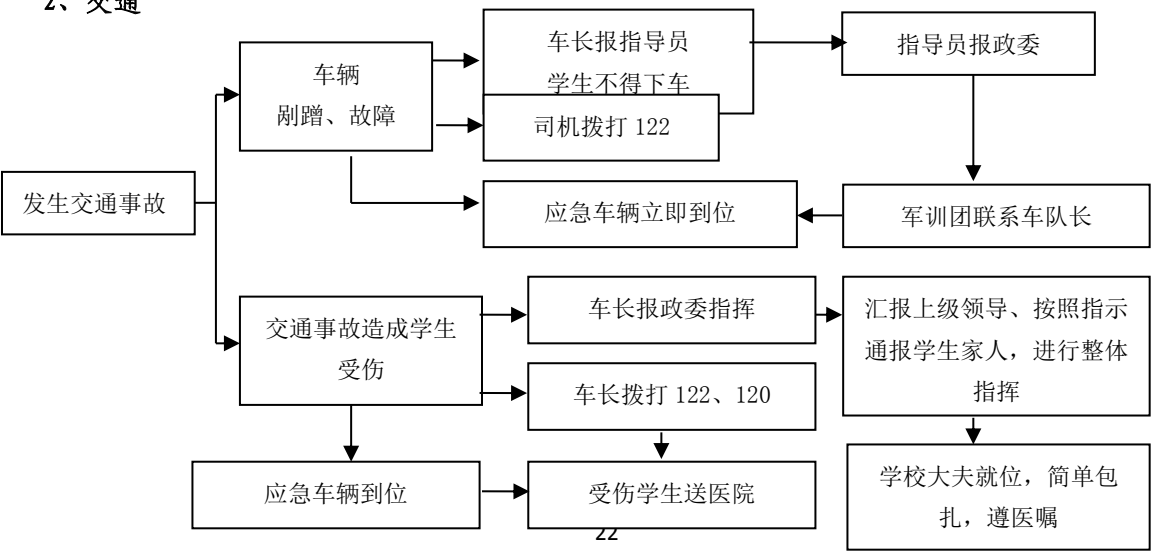 2、交通
车长报指导员
学生不得下车
指导员报政委
车辆
剐蹭、故障
司机拨打 122
发生交通事故
应急车辆立即到位
军训团联系车队长
交通事故造成学生
受伤
车长报政委指挥
汇报上级领导、按照指示
通报学生家人，进行整体
指挥
车长拨打 122、120
应急车辆到位
受伤学生送医院
学校大夫就位，简单包
扎，遵医嘱
22